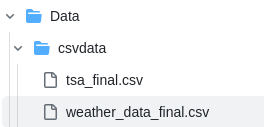 Data
csvdata
tsa_final.csv
weather_data_final.csv